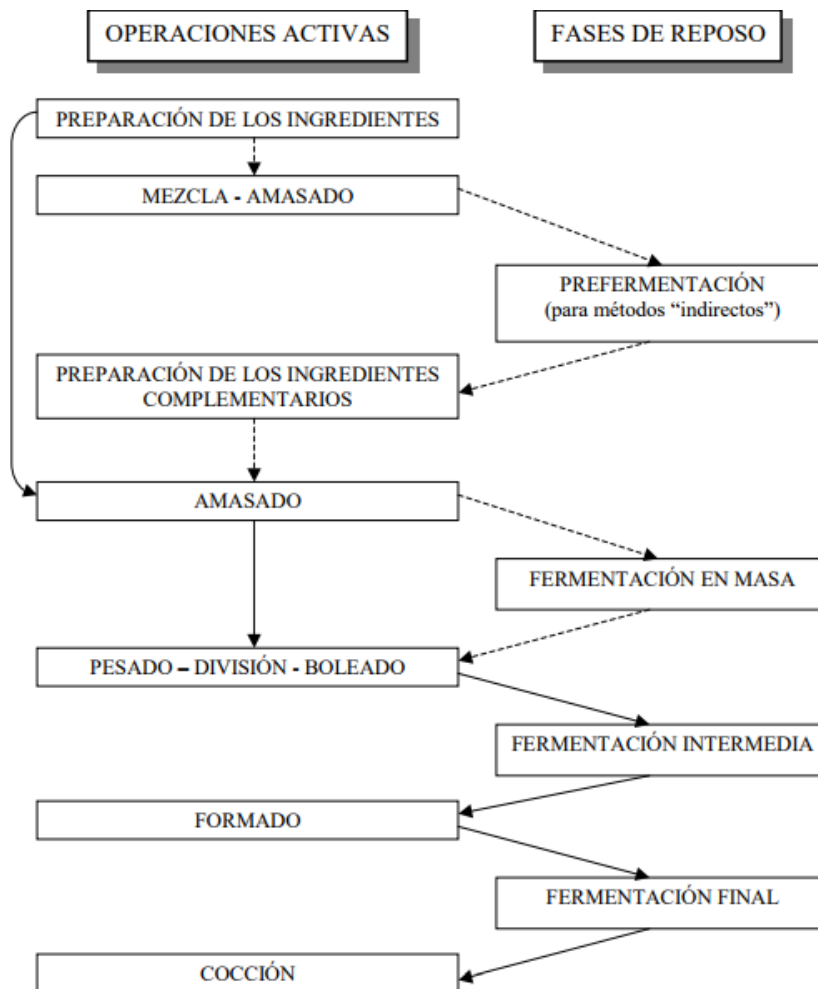 OPERACIONES ACTIVAS
FASES DE REPOSO
PREPARACIÓN DE LOS INGREDIENTES
MEZCLA - AMASADO
PREFERMENTACIÓN
(para métodos “indirectos”)
PREPARACIÓN DE LOS INGREDIENTES
COMPLEMENTARIOS
AMASADO
FERMENTACIÓN EN MASA
PESADO – DIVISIÓN - BOLEADO
FERMENTACIÓN INTERMEDIA
FORMADO
FERMENTACIÓN FINAL
COCCIÓN